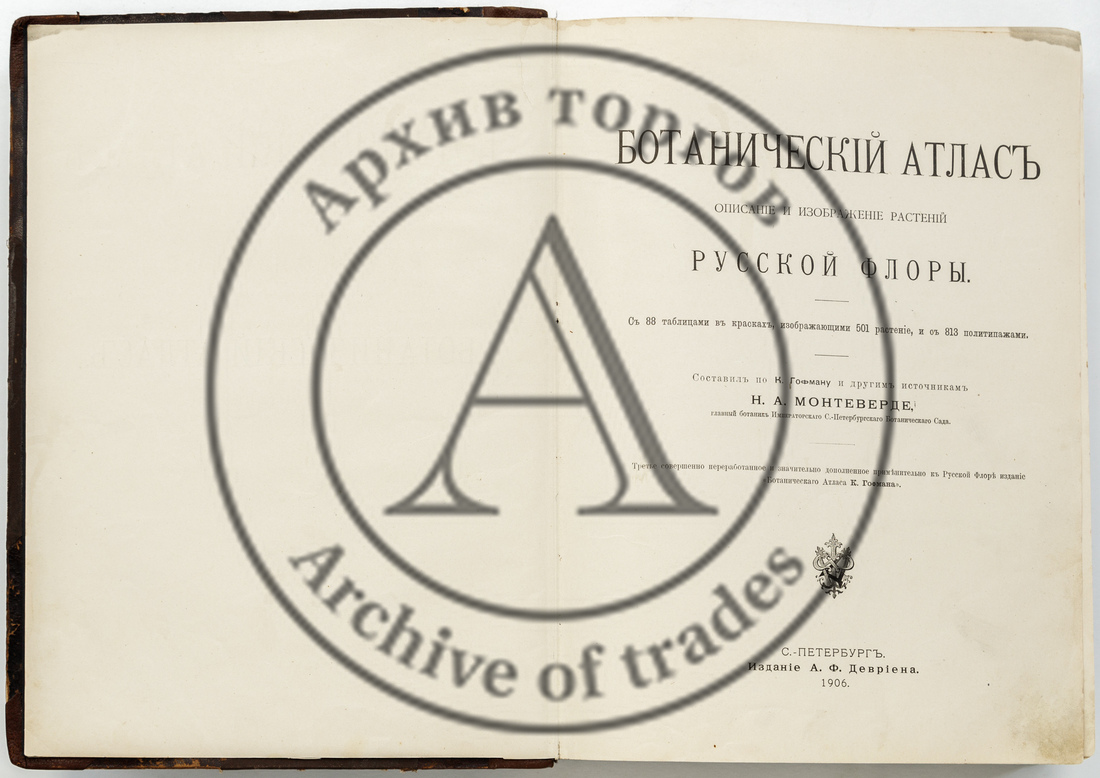 БОТАНИЧЕСКІЙ АТЛАСЪ
ОПИСАНІЕ И ИЗОБРАЖЕНІЕ РАСТЕНІЙ
РУССКОЙ ФЛОРЫ.
Съ 88 таблицами въ краскахъ, изображающими 501 растеніе, и съ 813 политипажами.
Составилъ по К. Гофману и другимъ источникамъ
Н. А. МОНТЕВЕРДЕ,
главный ботаникъ Императорскаго С.-Петербургскаго Ботаническаго Сада.
Третье совершенно переработанное и значительно дополненное примѣнительно къ Русской Флорѣ изданіе
«Ботаническаго Атласа К. Гофмана».
С.-ПЕТЕРБУРГЪ.
Изданіе А. Ф. Девріена.
1906.
Архив торгов
А
Archive of trades